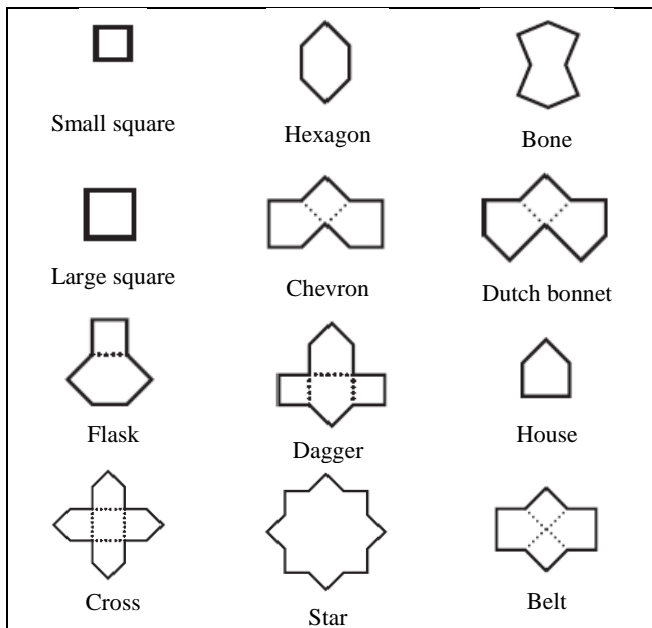 Small square
Hexagon
Bone
Large square
Chevron
Dutch bonnet
Flask
Dagger
House
Cross
Star
Belt